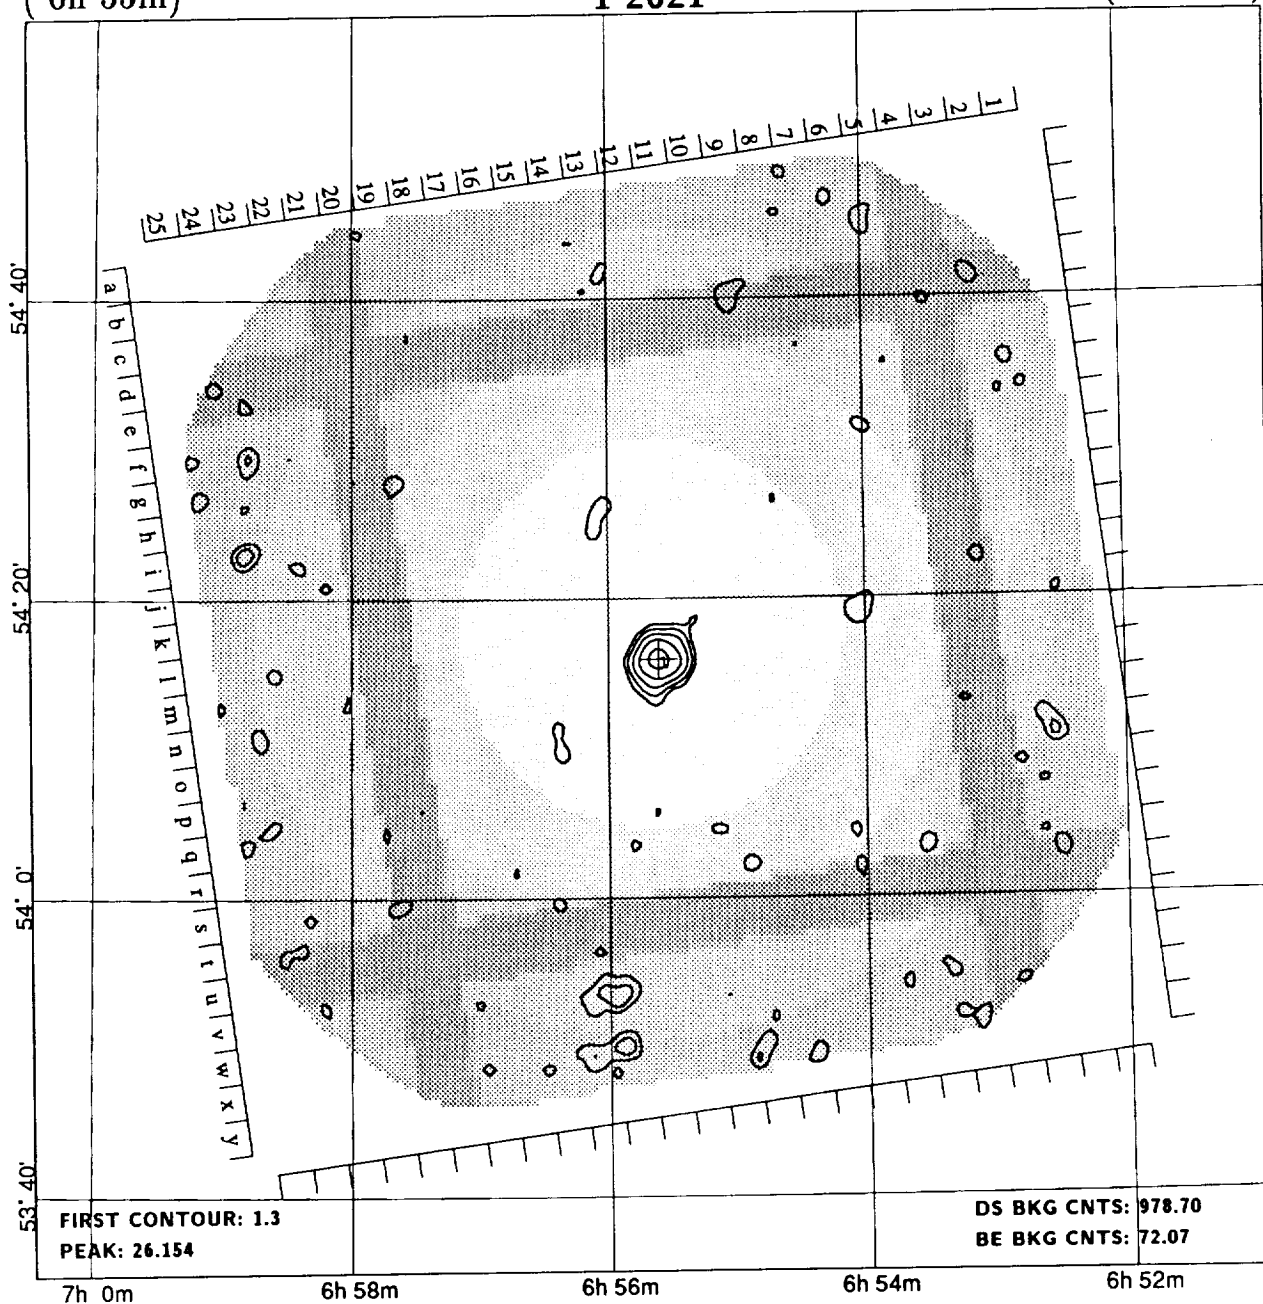 ( 6h 55m)
I 2621
1 2 3 4 5 6 7 8 9 10 11 12 13 14 15 16 17 18 19 20 21 22 23 24 25
a b c d e f g h i j k l m n o p q r s t u v w x y
54° 40'
54° 20'
54° 0'
53° 40'
FIRST CONTOUR: 1.3
PEAK: 26.154
DS BKG CNTS: 978.70
BE BKG CNTS: 72.07
7h 0m
6h 58m
6h 56m
6h 54m
6h 52m